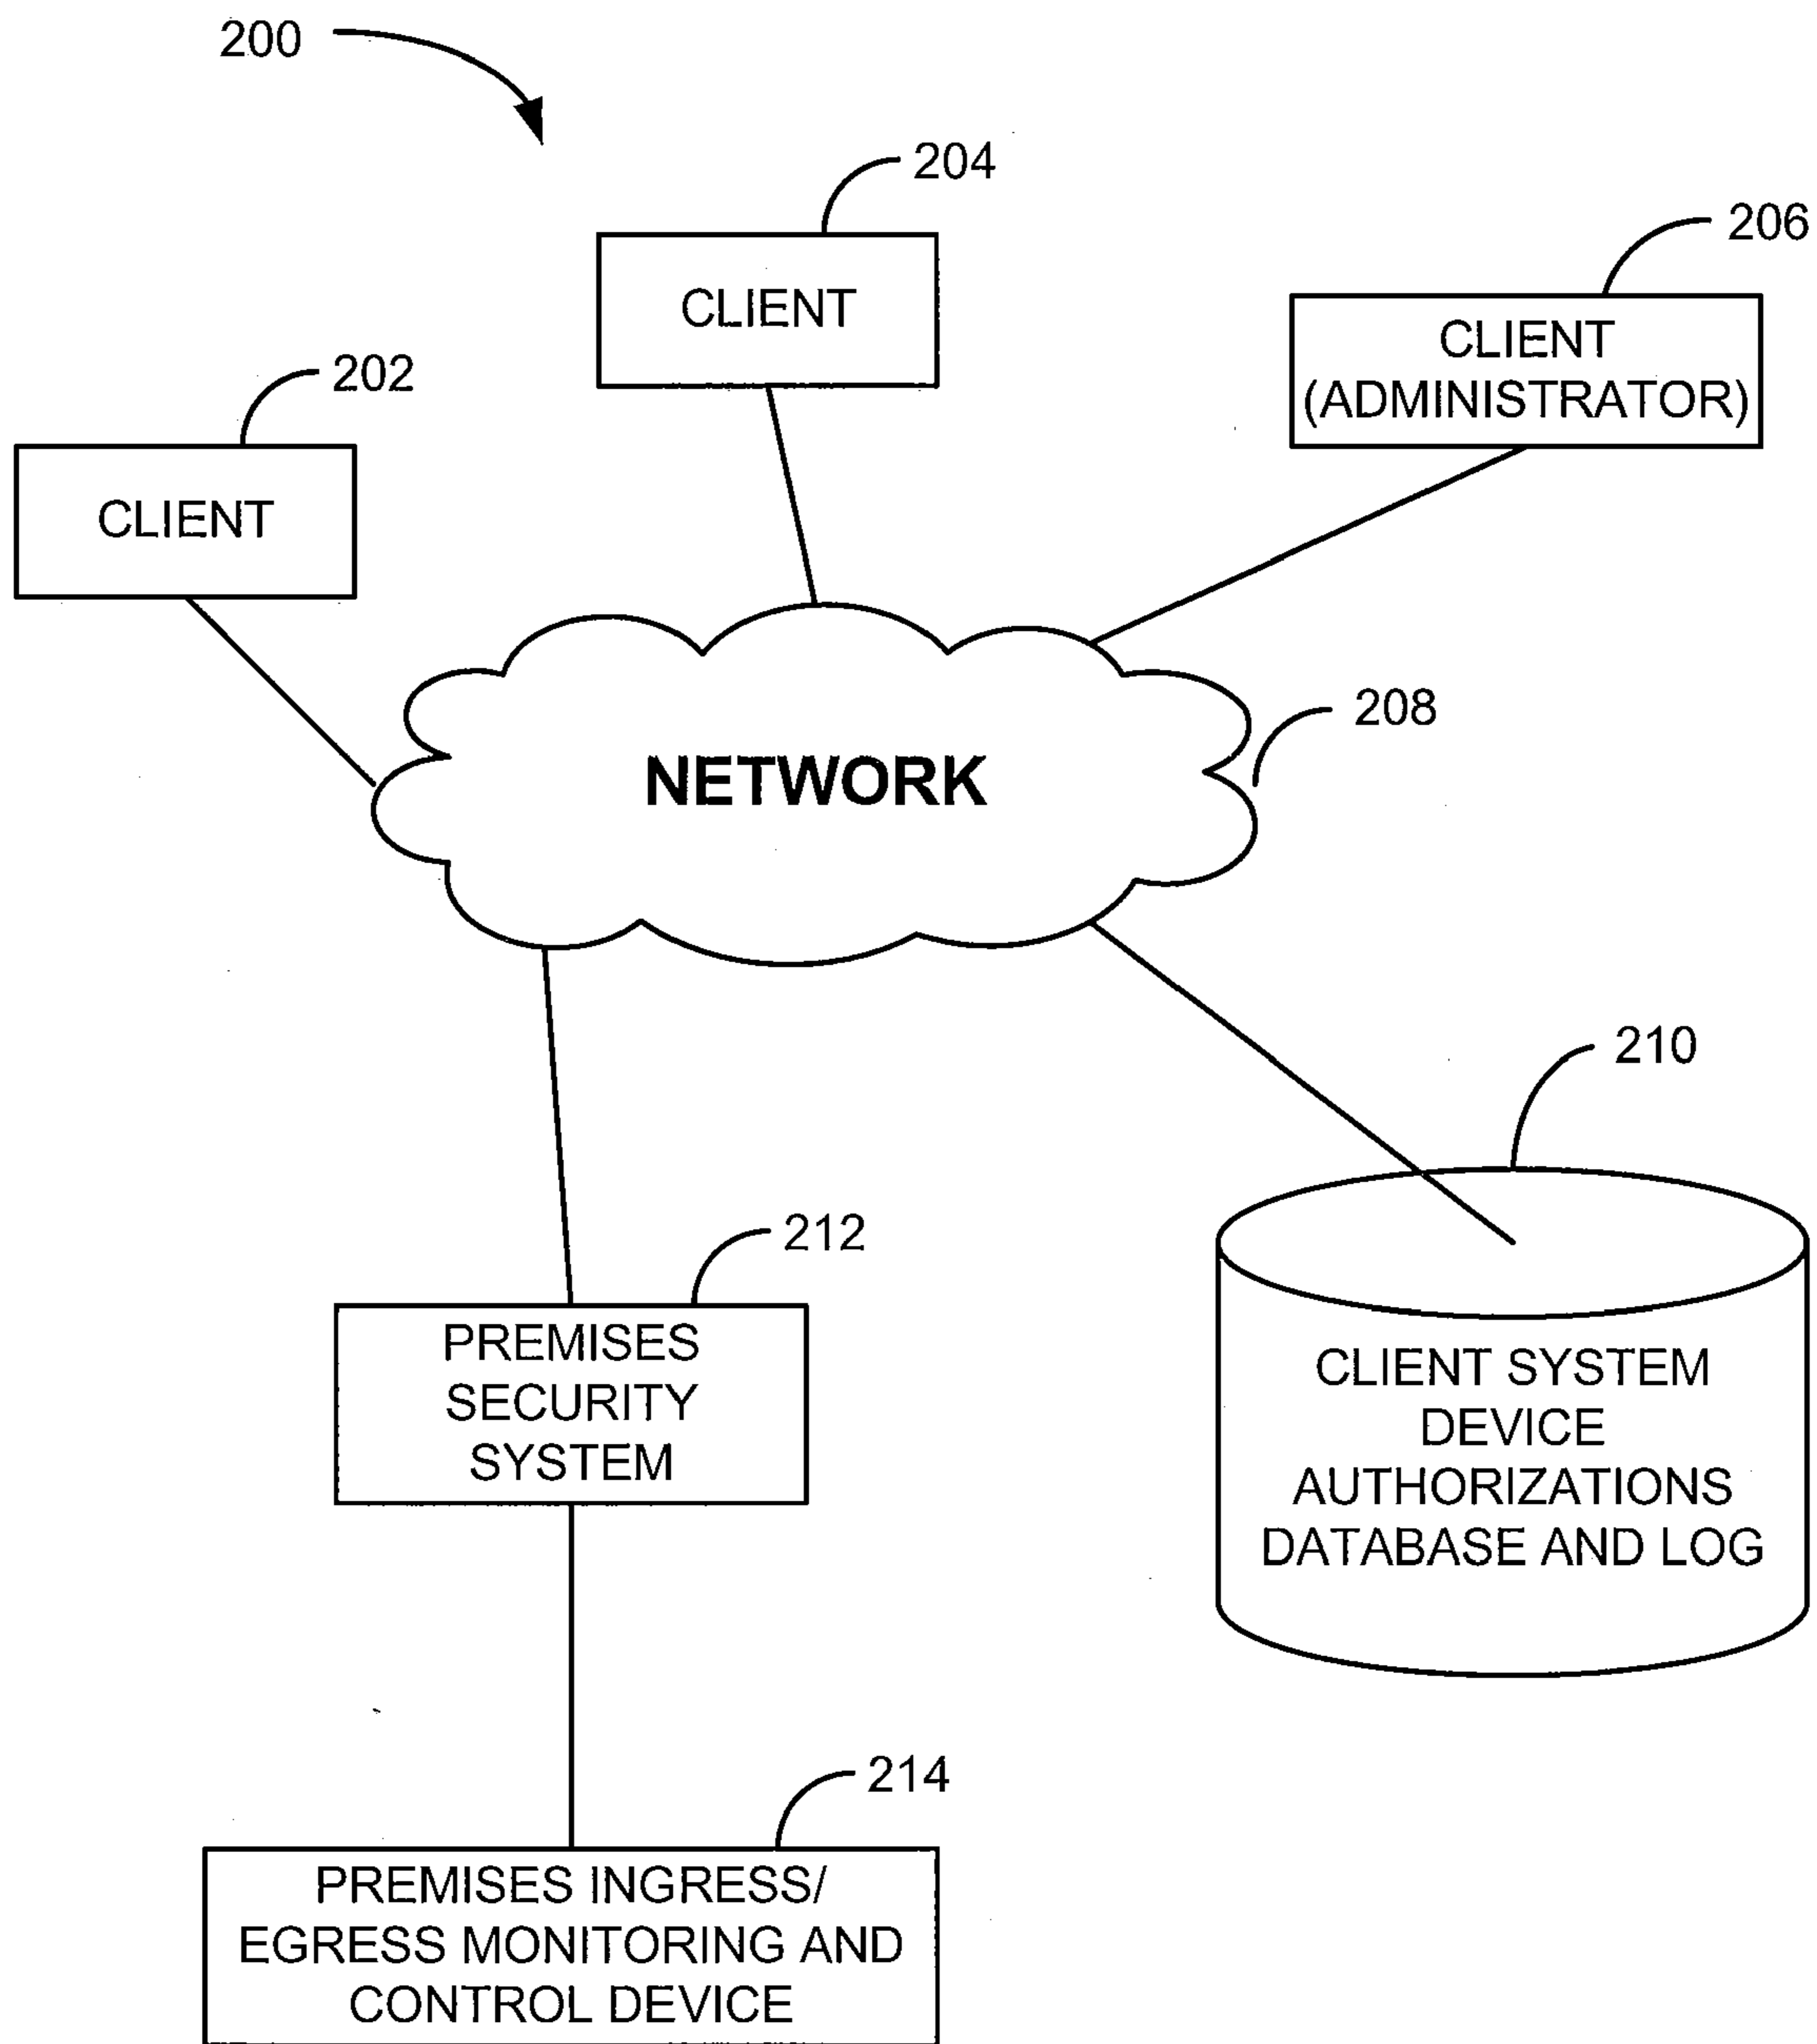 200
204
206
CLIENT
CLIENT
(ADMINISTRATOR)
202
CLIENT
208
NETWORK
210
212
PREMISES
SECURITY
SYSTEM
CLIENT SYSTEM
DEVICE
AUTHORIZATIONS
DATABASE AND LOG
214
PREMISES INGRESS/
EGRESS MONITORING AND
CONTROL DEVICE